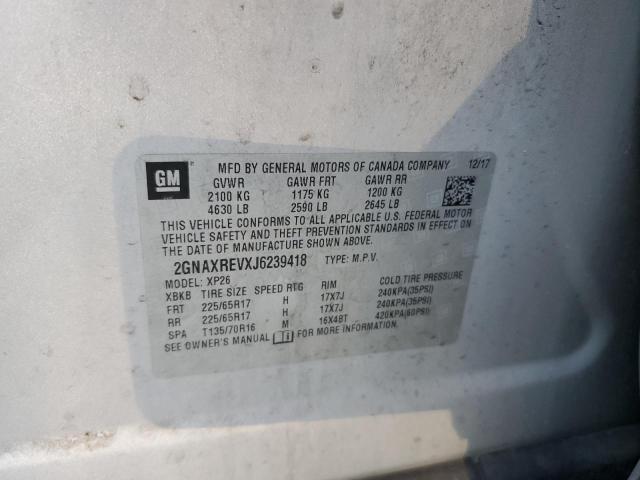 GM
MFD BY GENERAL MOTORS OF CANADA COMPANY 12/17
GVWR GAWR FRT GAWR RR
2100 KG 1175 KG 1200 KG
4630 LB 2590 LB 2645 LB
THIS VEHICLE CONFORMS TO ALL APPLICABLE U.S. FEDERAL MOTOR
VEHICLE SAFETY AND THEFT PREVENTION STANDARDS IN EFFECT ON
THE DATE OF MANUFACTURE SHOWN ABOVE.
2GNAXREVXJ6239418 TYPE: M.P.V.
MODEL: XP26
XBKB TIRE SIZE SPEED RTG RIM COLD TIRE PRESSURE
FRT 225/65R17 H 17X7J 240KPA(35PSI)
RR 225/65R17 H 17X7J 240KPA(35PSI)
SPA T135/70R16 M 16X4BT 420KPA(60PSI)
SEE OWNER'S MANUAL FOR MORE INFORMATION.